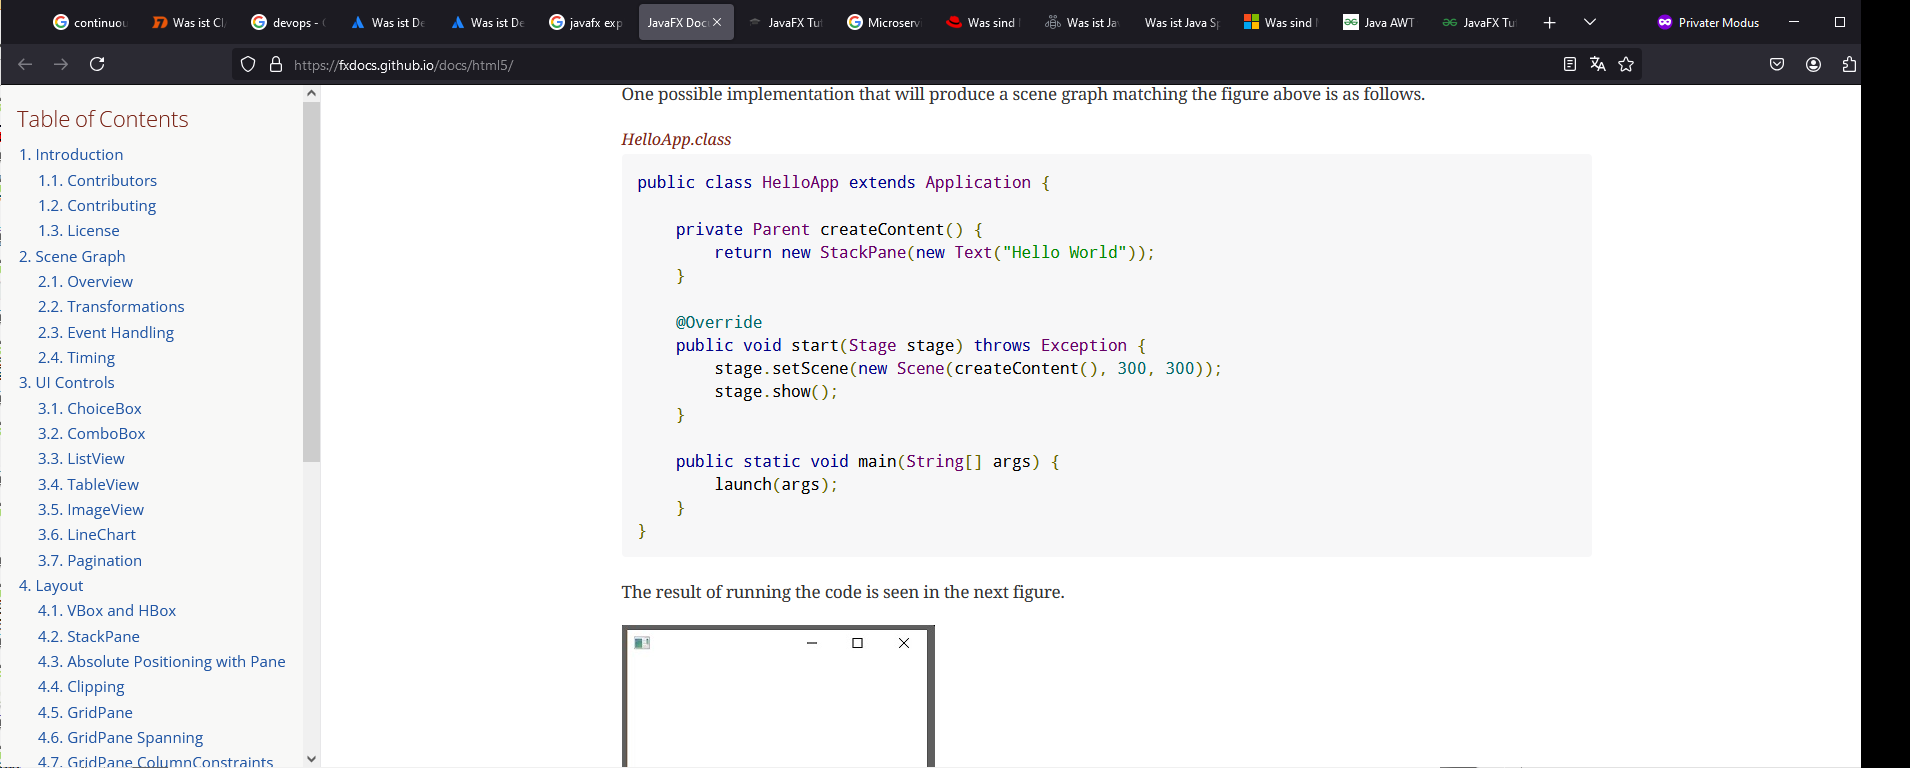 continuou
Was ist CI
devops - G
Was ist De
Was ist De
javafx exp
JavaFX Doc
JavaFX Tu
Microserv
Was sind
Was ist Ja
Was ist Java Sp
Was sind
Java AWT
JavaFX Tu
Privater Modus
https://fxdocs.github.io/docs/html5/
Table of Contents
1. Introduction
1.1. Contributors
1.2. Contributing
1.3. License
2. Scene Graph
2.1. Overview
2.2. Transformations
2.3. Event Handling
2.4. Timing
3. UI Controls
3.1. ChoiceBox
3.2. ComboBox
3.3. ListView
3.4. TableView
3.5. ImageView
3.6. LineChart
3.7. Pagination
4. Layout
4.1. VBox and HBox
4.2. StackPane
4.3. Absolute Positioning with Pane
4.4. Clipping
4.5. GridPane
4.6. GridPane Spanning
4.7. GridPane ColumnConstraints
One possible implementation that will produce a scene graph matching the figure above is as follows.
HelloApp.class
public class HelloApp extends Application {
private Parent createContent() {
return new StackPane(new Text("Hello World"));
}
@Override
public void start(Stage stage) throws Exception {
stage.setScene(new Scene(createContent(), 300, 300));
stage.show();
}
public static void main(String[] args) {
launch(args);
}
}
The result of running the code is seen in the next figure.